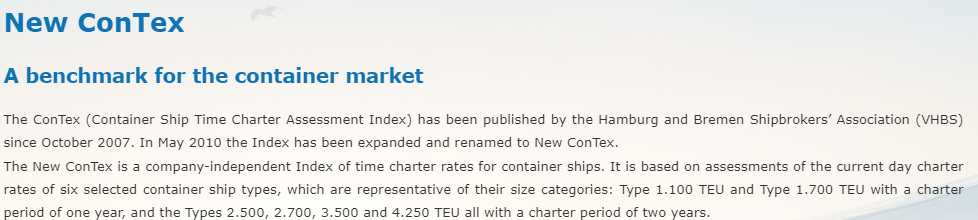 New ConTex
A benchmark for the container market
The ConTex (Container Ship Time Charter Assessment Index) has been published by the Hamburg and Bremen Shipbrokers’ Association (VHBS)
since October 2007. In May 2010 the Index has been expanded and renamed to New ConTex.
The New ConTex is a company-independent Index of time charter rates for container ships. It is based on assessments of the current day charter
rates of six selected container ship types, which are representative of their size categories: Type 1.100 TEU and Type 1.700 TEU with a charter
period of one year, and the Types 2.500, 2.700, 3.500 and 4.250 TEU all with a charter period of two years.